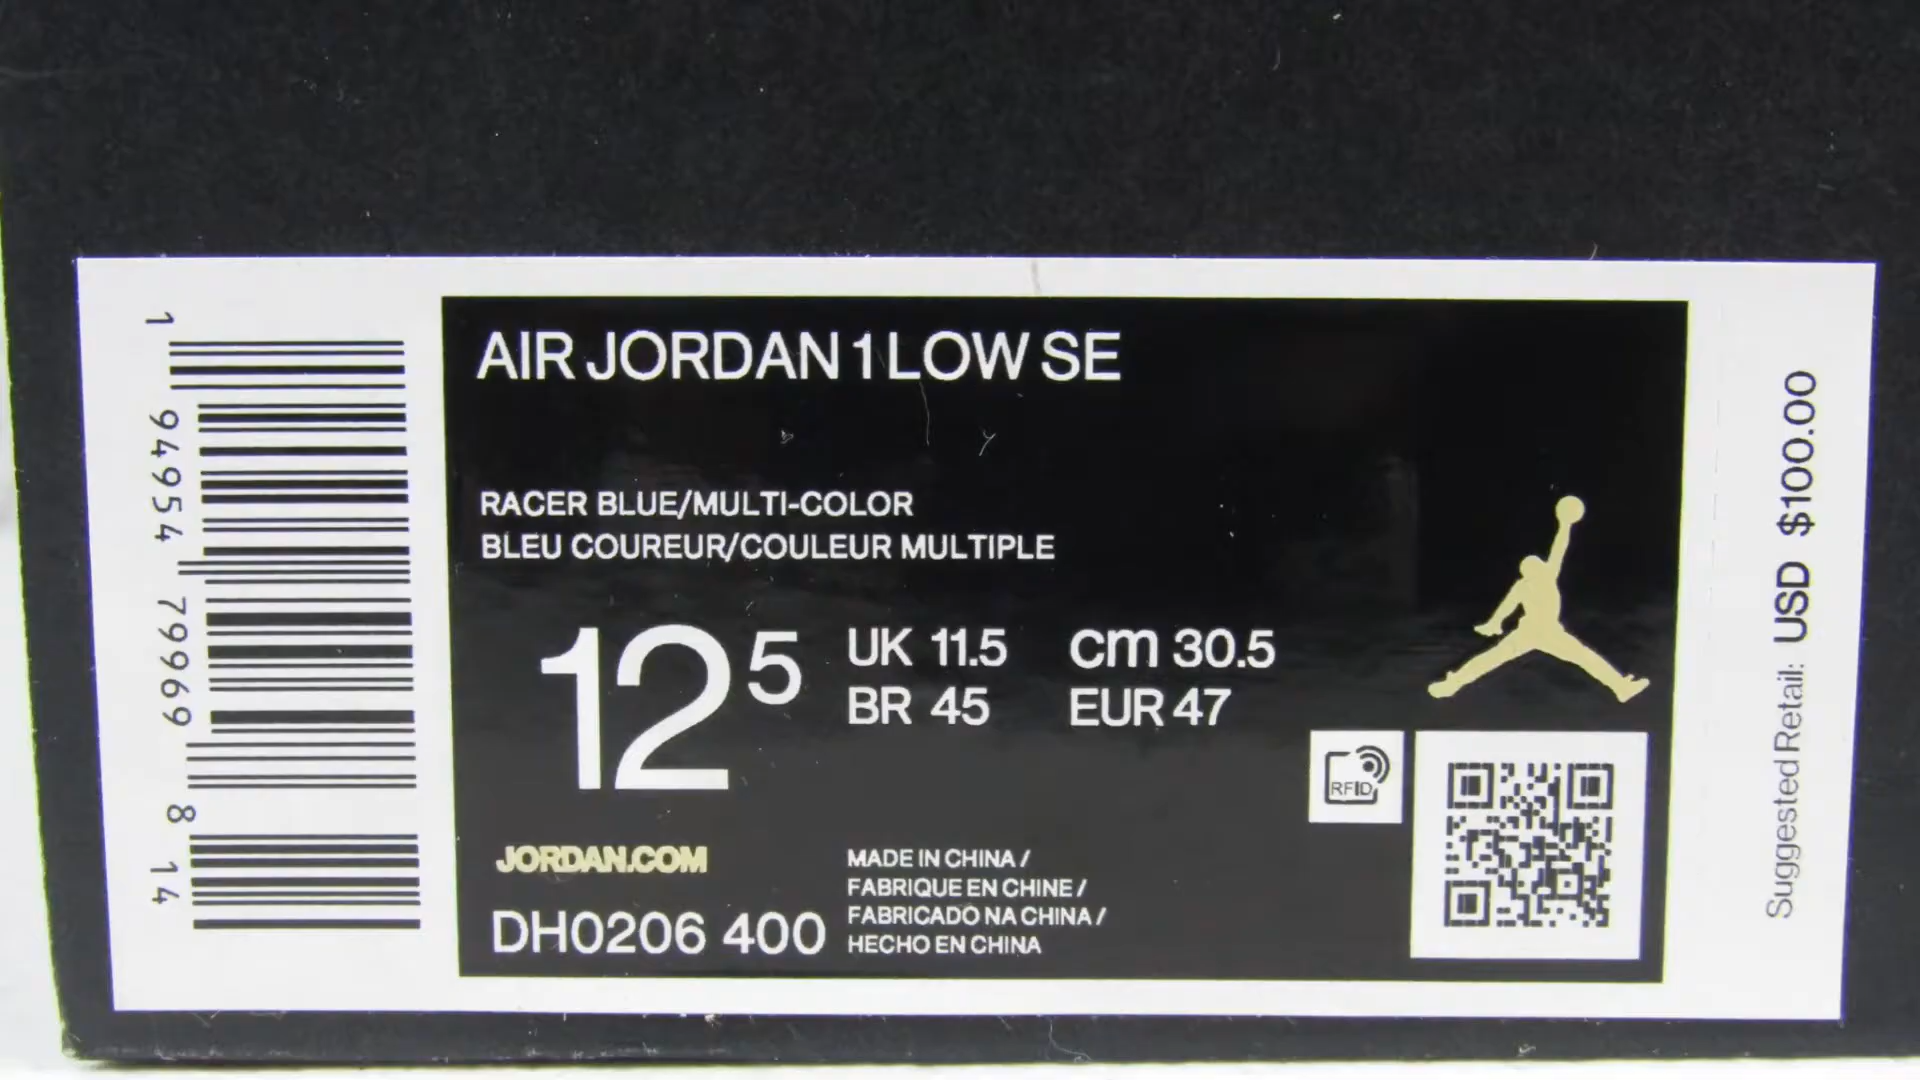 AIR JORDAN 1 LOW SE
RACER BLUE/MULTI-COLOR
BLEU COUREUR/COULEUR MULTIPLE
12 5
UK 11.5 cm 30.5
BR 45 EUR 47
RFID
JORDAN.COM
DH0206 400
MADE IN CHINA /
FABRIQUE EN CHINE /
FABRICADO NA CHINA /
HECHO EN CHINA
1 94954 79969 8 14
Suggested Retail: USD $100.00